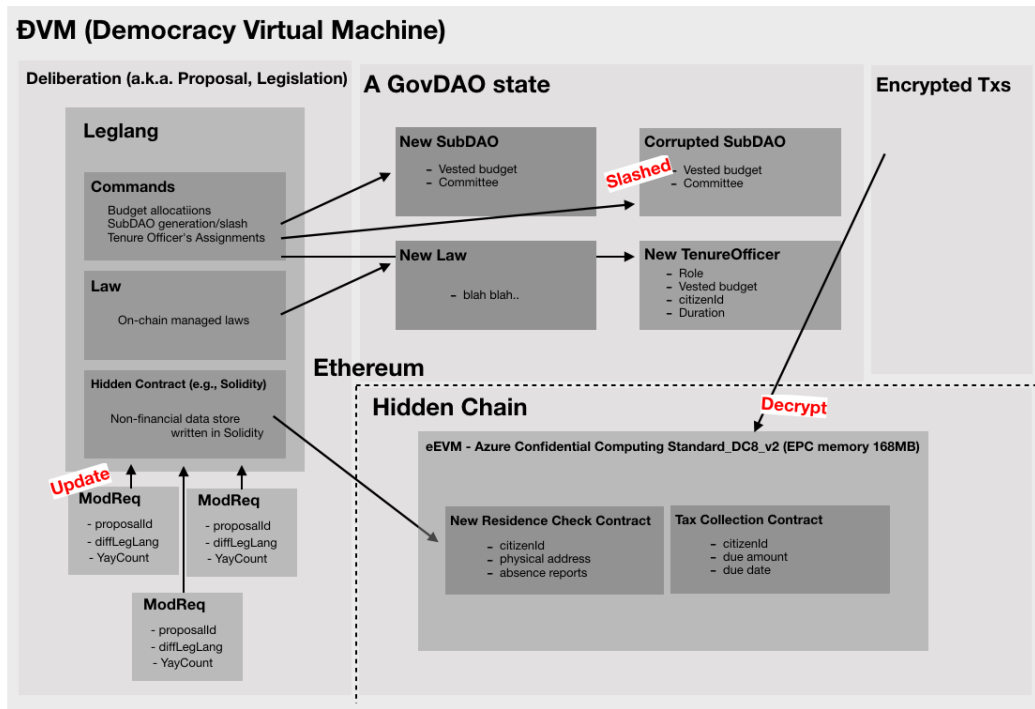 ĐVM (Democracy Virtual Machine)
Deliberation (a.k.a. Proposal, Legislation)
Leglang
Commands
Budget allocatiions
SubDAO generation/slash
Tenure Officer's Assignments
Law
On-chain managed laws
Hidden Contract (e.g., Solidity)
Non-financial data store
written in Solidity
Update
ModReq
- proposalId
- diffLegLang
- YayCount
ModReq
- proposalId
- diffLegLang
- YayCount
ModReq
- proposalId
- diffLegLang
- YayCount
A GovDAO state
New SubDAO
- Vested budget
- Committee
Slashed
Corrupted SubDAO
- Vested budget
- Committee
New Law
- blah blah..
New TenureOfficer
- Role
- Vested budget
- citizenId
- Duration
Encrypted Txs
Ethereum
Hidden Chain
Decrypt
eEVM - Azure Confidential Computing Standard_DC8_v2 (EPC memory 168MB)
New Residence Check Contract
- citizenId
- physical address
- absence reports
Tax Collection Contract
- citizenId
- due amount
- due date